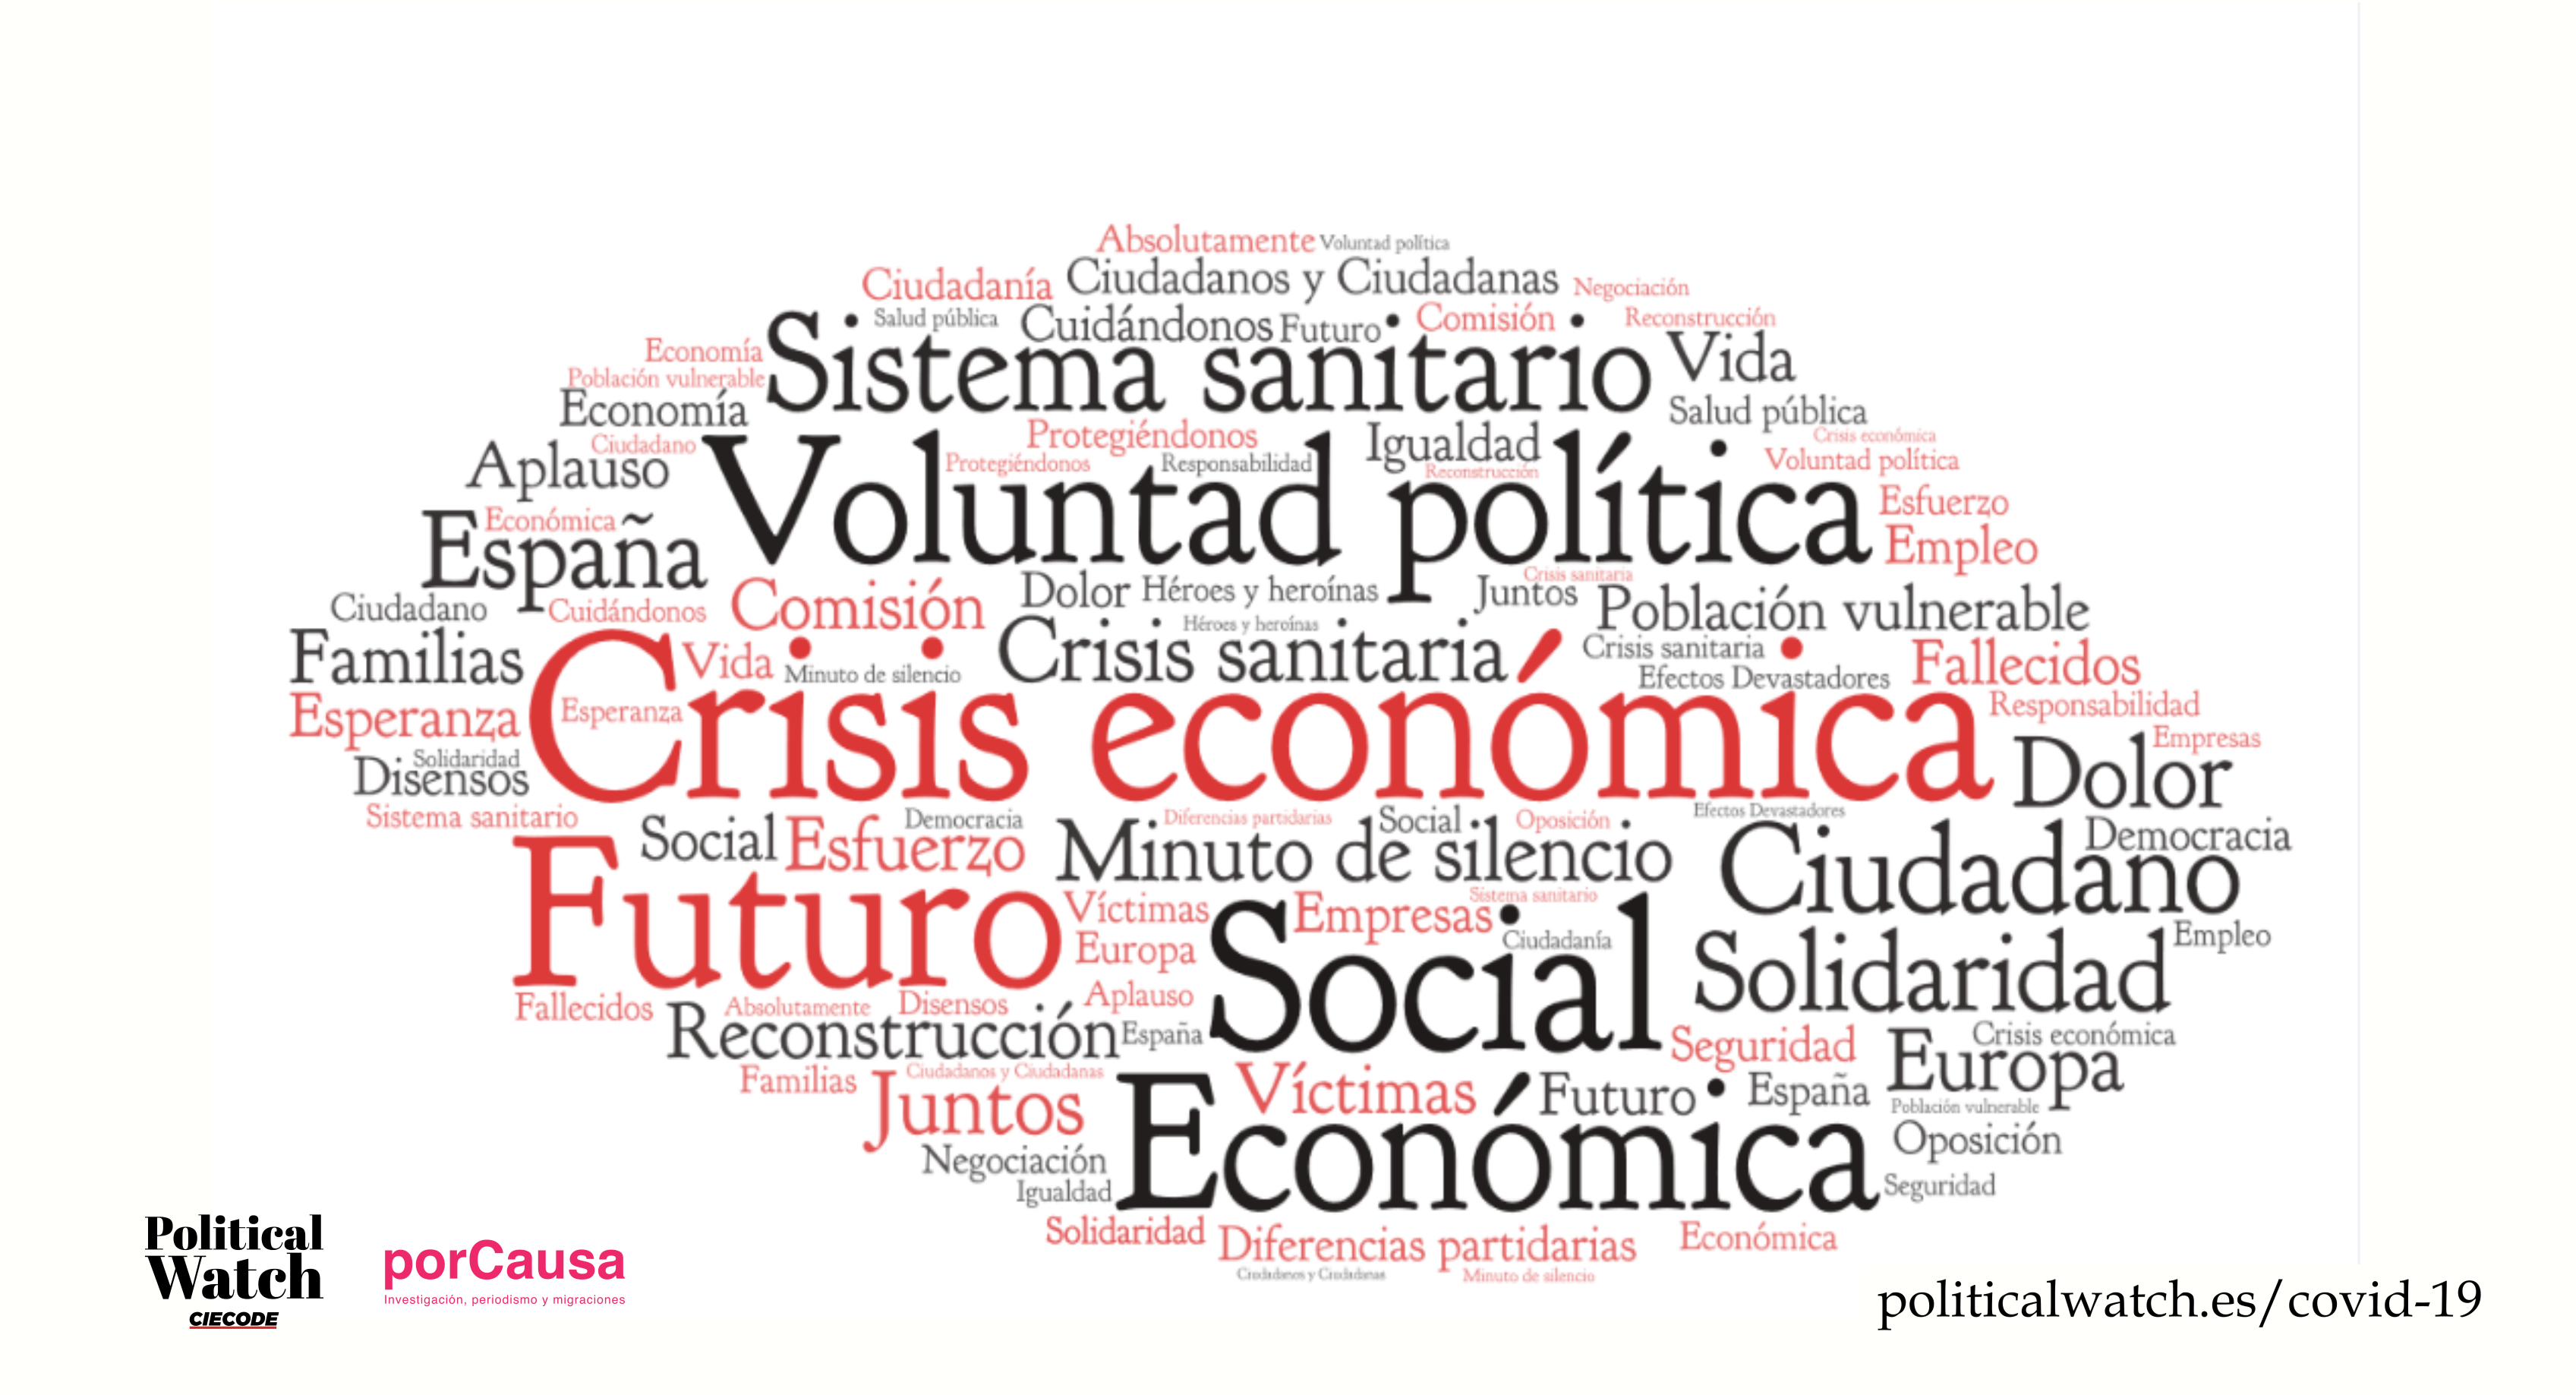 Absolutamente Voluntad política
Ciudadanía Ciudadanos y Ciudadanas Negociación
Salud pública Cuidándonos Futuro Comisión Reconstrucción
Economía Sistema sanitario Vida
Población vulnerable
Economía Salud pública
Ciudadano Protegiéndonos Igualdad Crisis económica
Aplauso Protegiéndonos Responsabilidad Reconstrucción Voluntad política
Voluntad política Esfuerzo
Económica Empleo
España
Dolor Héroes y heroínas Juntos Crisis sanitaria Población vulnerable
Ciudadano Cuidándonos Comisión Héroes y heroínas
Familias Vida Minuto de silencio Crisis sanitaria Crisis sanitaria Fallecidos
Efectos Devastadores
Esperanza Esperanza Crisis económica Responsabilidad
Solidaridad Empresas
Disensos Dolor
Sistema sanitario Democracia Diferencias partidarias Social Oposición Efectos Devastadores
Social Esfuerzo Minuto de silencio Ciudadano Democracia
Futuro Víctimas Empresas Sistema sanitario
Europa Social Ciudadanía Solidaridad Empleo
Fallecidos Absolutamente Disensos Aplauso
Reconstrucción España Seguridad Crisis económica
Familias Ciudadanos y Ciudadanas Europa
Juntos Víctimas Futuro España Población vulnerable
Negociación Económica Oposición
Igualdad Seguridad
Solidaridad Diferencias partidarias Económica
Ciudadanos y Ciudadanas Minuto de silencio
Political
Watch
CIECODE
porCausa
Investigación, periodismo y migraciones
politicalwatch.es/covid-19